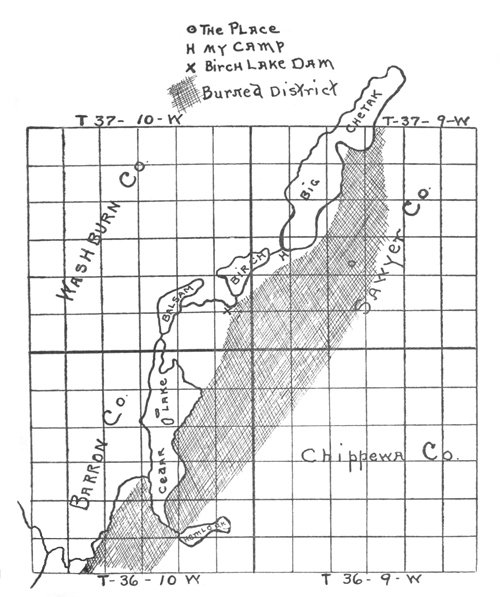 ⊙ THE PLACE
H MY CAMP
X BIRCH LAKE DAM
BURNED DISTRICT
T 37-10-W
T-37-9-W
CHETAK
BIG
WASHBURN Co.
SAWYER Co.
H
BIRCH
BALSAM
X
CEDAR LAKE
BARRON Co.
CHIPPEWA Co.
T-36-10 W
T 36-9-W